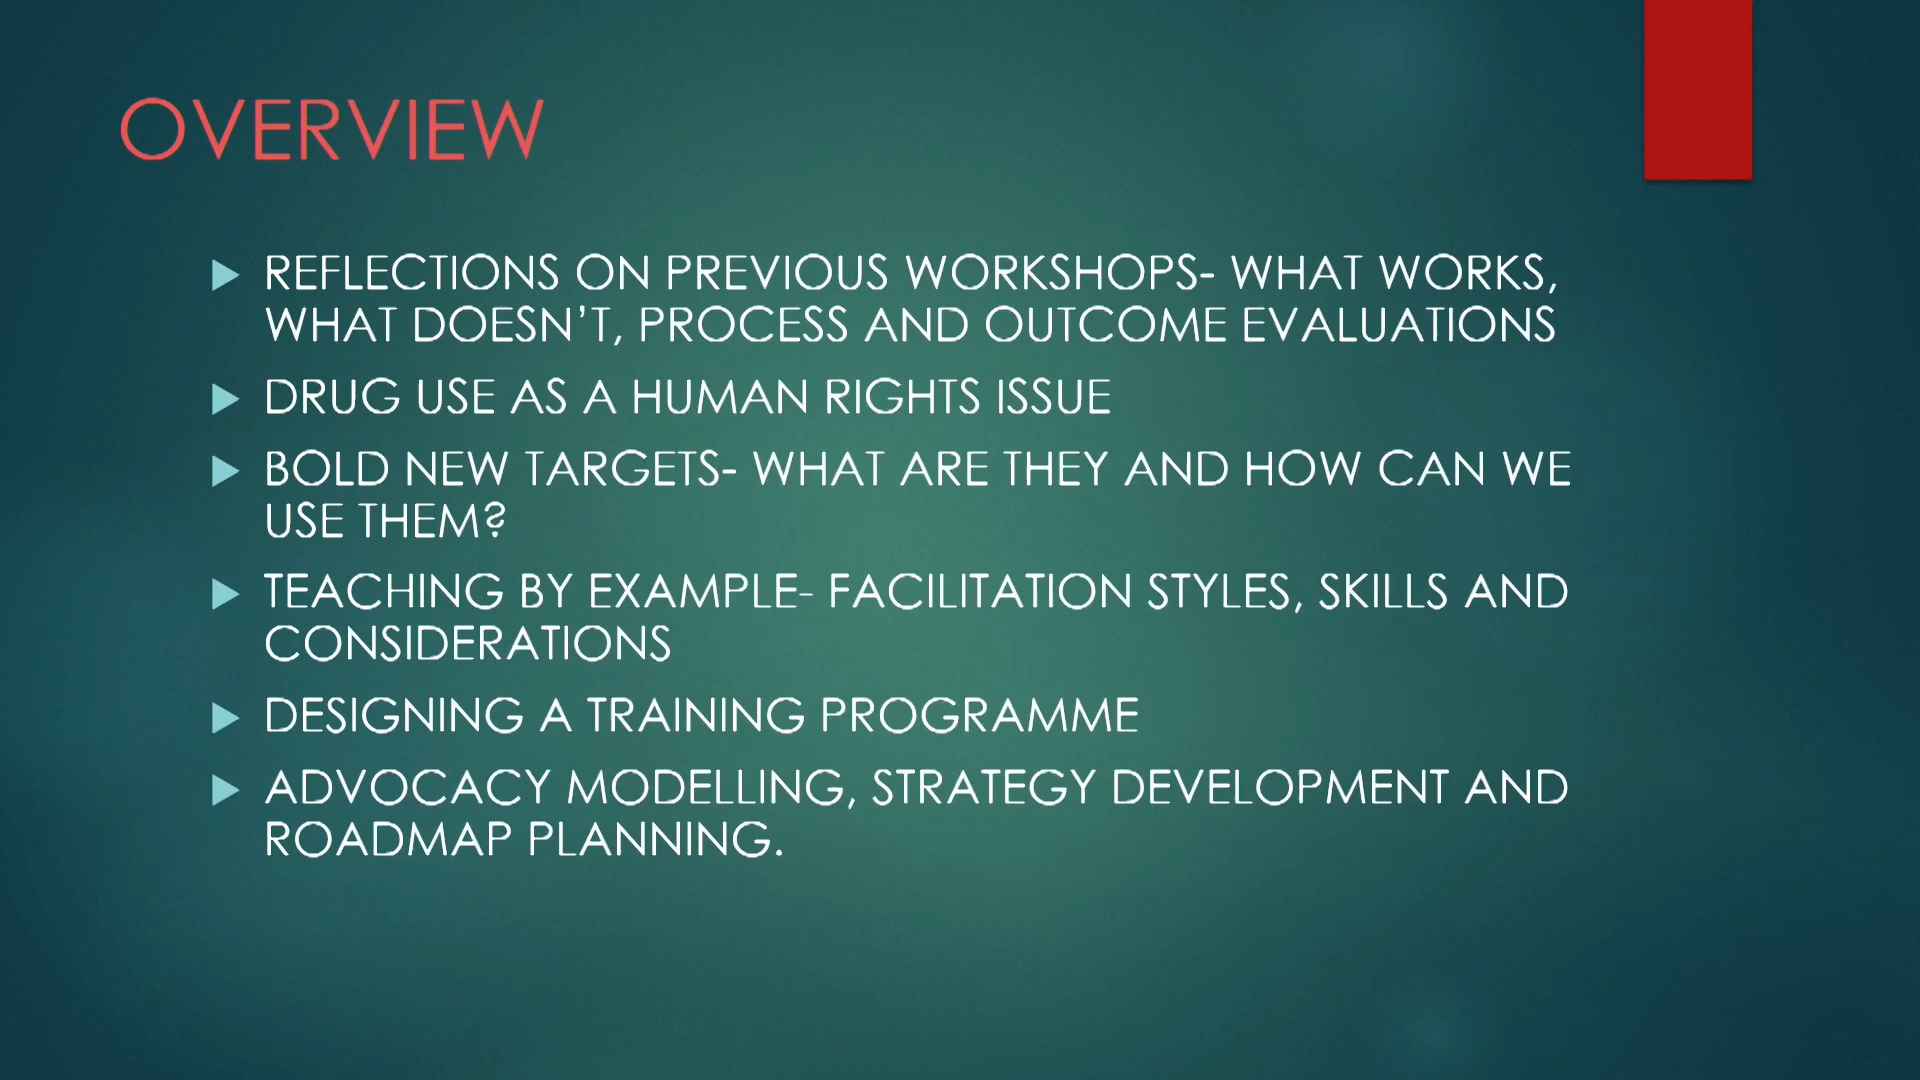 OVERVIEW
REFLECTIONS ON PREVIOUS WORKSHOPS- WHAT WORKS,
WHAT DOESN’T, PROCESS AND OUTCOME EVALUATIONS
DRUG USE AS A HUMAN RIGHTS ISSUE
BOLD NEW TARGETS- WHAT ARE THEY AND HOW CAN WE
USE THEM?
TEACHING BY EXAMPLE- FACILITATION STYLES, SKILLS AND
CONSIDERATIONS
DESIGNING A TRAINING PROGRAMME
ADVOCACY MODELLING, STRATEGY DEVELOPMENT AND
ROADMAP PLANNING.